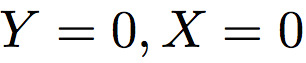 Y = 0, X = 0